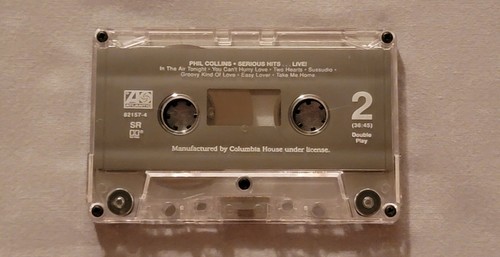 PHIL COLLINS • SERIOUS HITS . . . LIVE!
In The Air Tonight • You Can't Hurry Love • Two Hearts • Sussudio •
Groovy Kind Of Love • Easy Lover • Take Me Home
82157-4
SR
2
(36:45)
Double
Play
Manufactured by Columbia House under license.